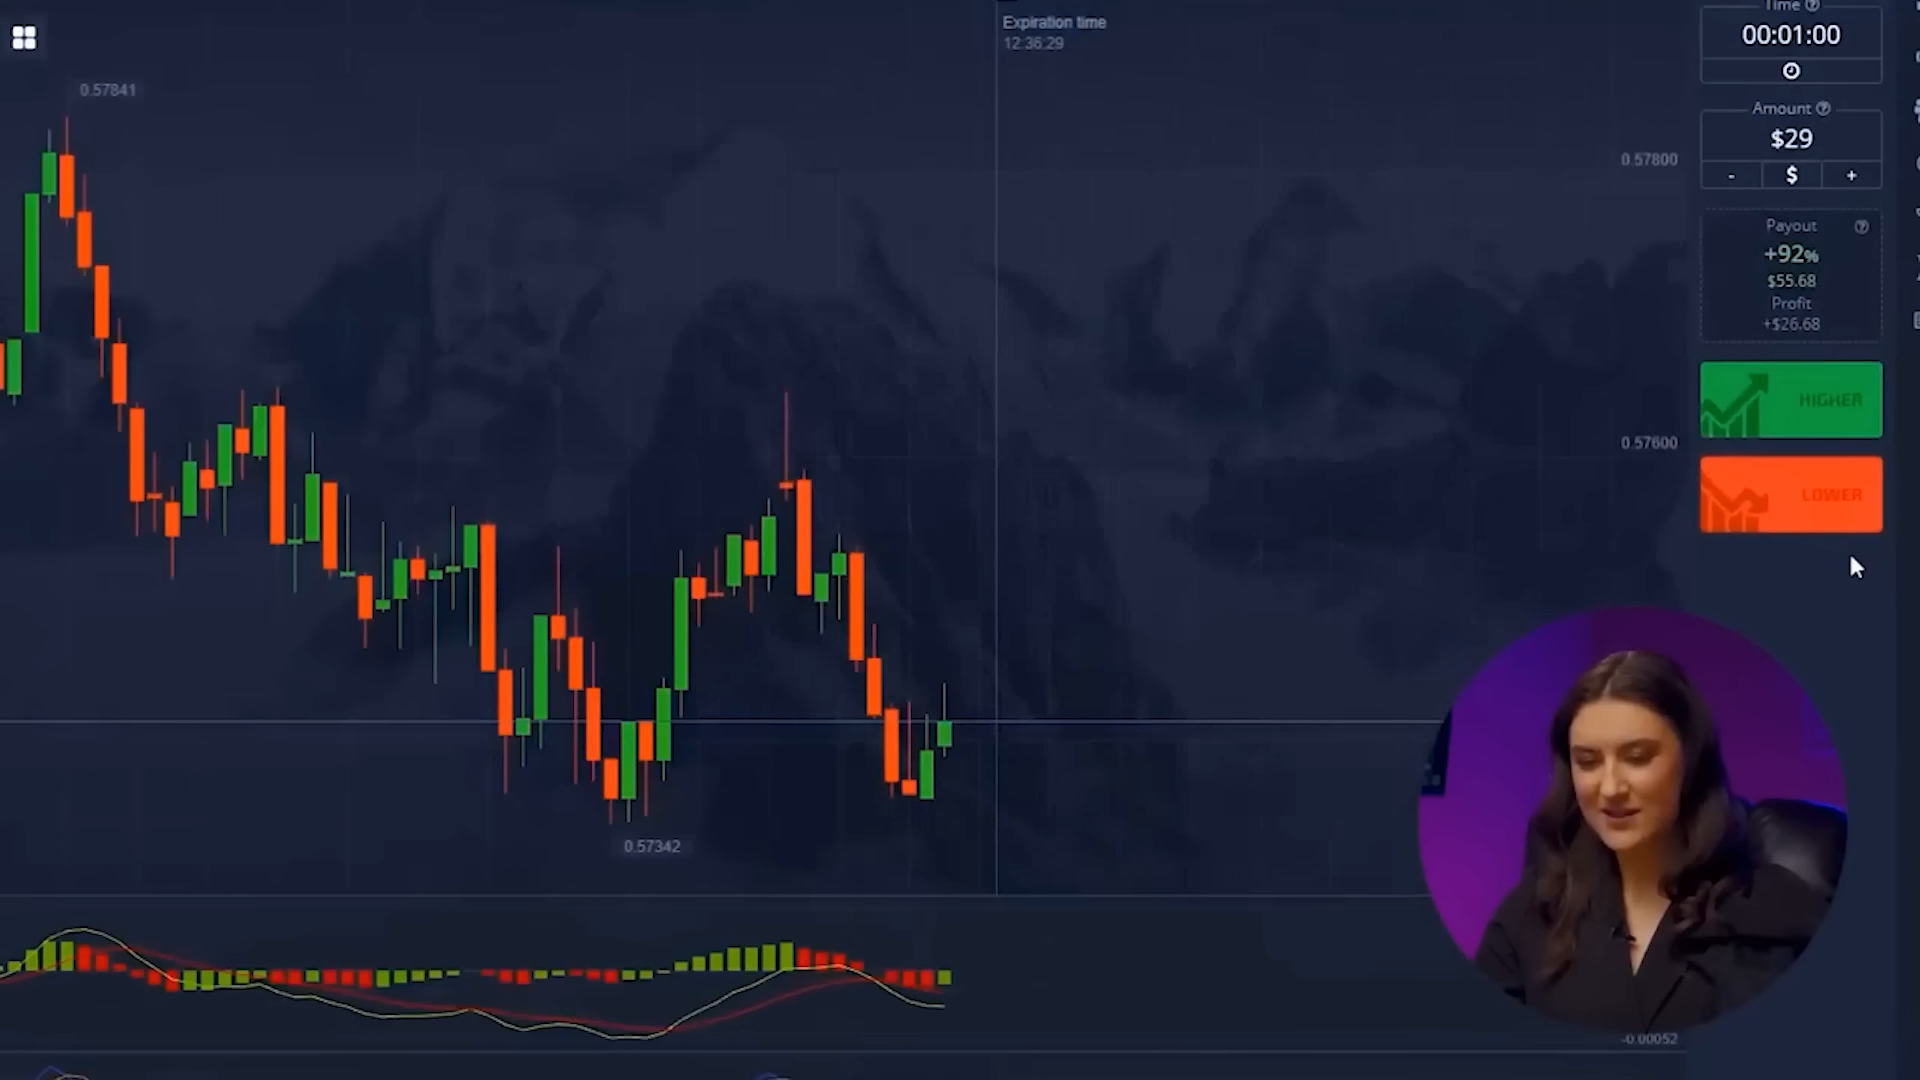 Expiration time
12:36:29
0.57841
0.57800
0.57600
0.57342
-0.00052
Time
00:01:00
Amount
$29
- $ +
Payout
+92%
$55.68
Profit
+$26.68
HIGHER
LOWER